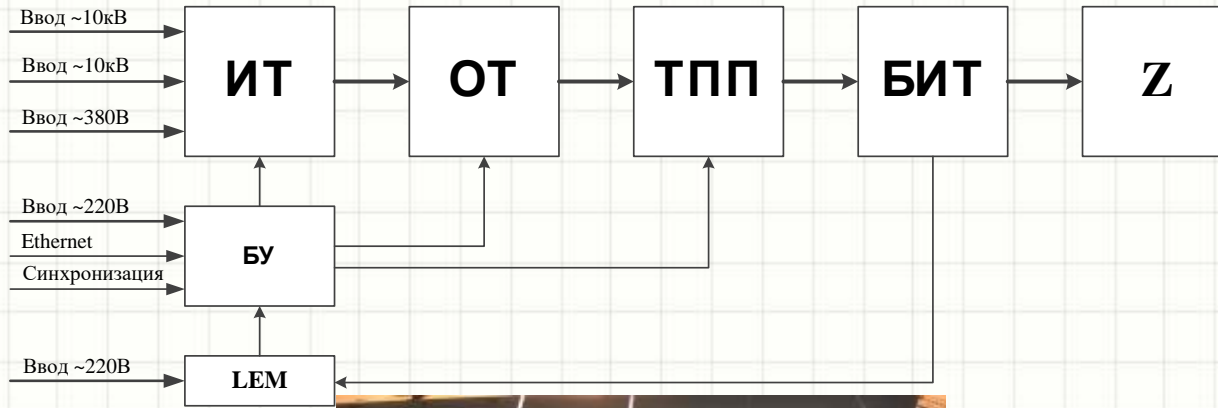 Ввод ~10кВ
Ввод ~10кВ
Ввод ~380В
ИТ
ОТ
ТПП
БИТ
Z
Ввод ~220В
Ethernet
Синхронизация
БУ
Ввод ~220В
LEM